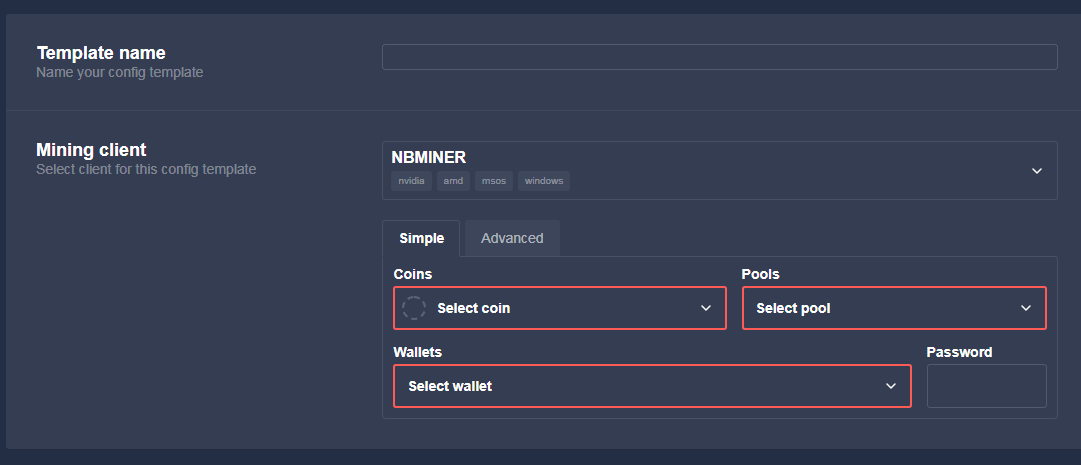 Template name
Name your config template
Mining client
Select client for this config template
NBMINER
nvidia amd msos windows
Simple Advanced
Coins Pools
Select coin Select pool
Wallets Password
Select wallet